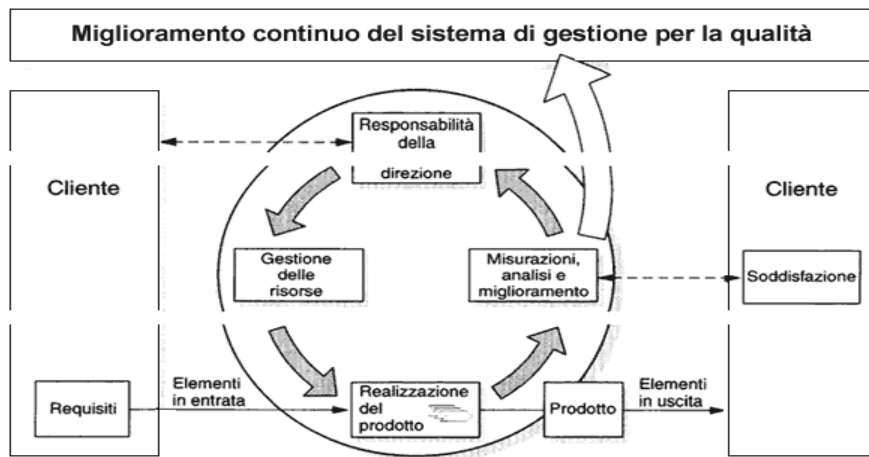 Miglioramento continuo del sistema di gestione per la qualità
Cliente
Responsabilità
della
direzione
Cliente
Gestione
delle
risorse
Misurazioni,
analisi e
miglioramento
Soddisfazione
Requisiti
Elementi
in entrata
Realizzazione
del
prodotto
Prodotto
Elementi
in uscita